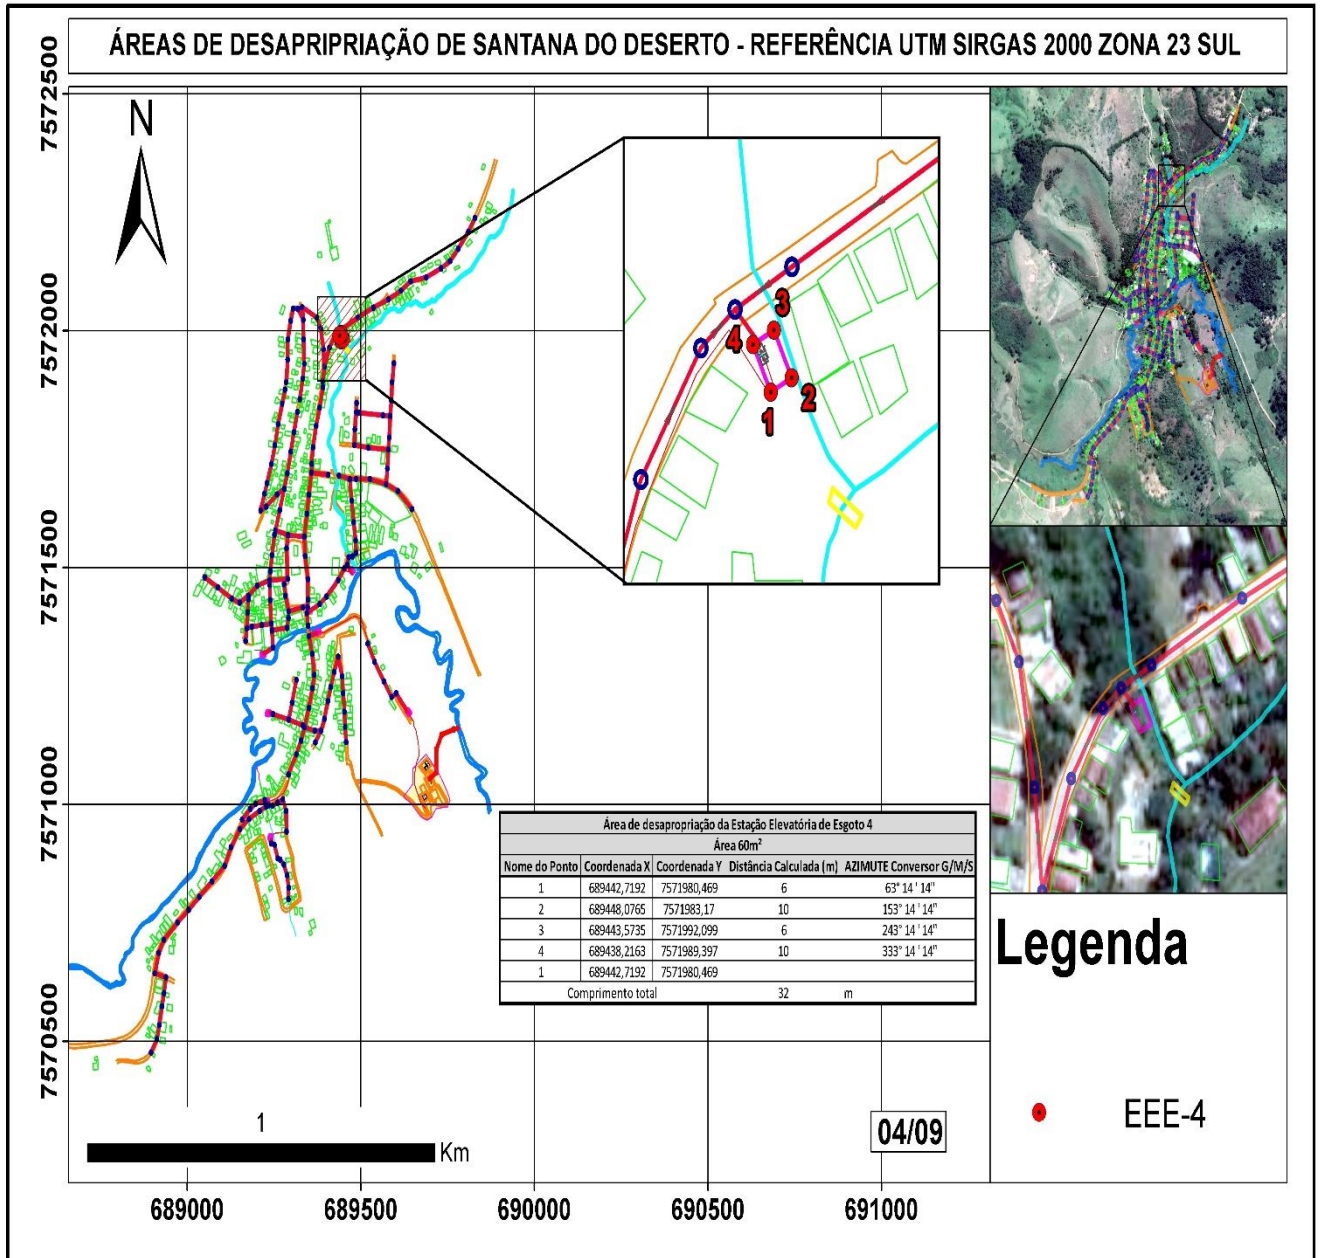 ÁREAS DE DESAPRIPRIAÇÃO DE SANTANA DO DESERTO - REFERÊNCIA UTM SIRGAS 2000 ZONA 23 SUL
N
7572500
7572000
7571500
7571000
7570500
3
4
2
1
Área de desapropriação da Estação Elevatória de Esgoto 4
Área 60m²
Nome do Ponto Coordenada X Coordenada Y Distância Calculada (m) AZIMUTE Conversor G/M/S
1 689442,7192 7571980,469 6 63° 14 ' 14"
2 689448,0765 7571983,17 10 153° 14 ' 14"
3 689443,5735 7571992,099 6 243° 14 ' 14"
4 689438,2163 7571989,397 10 333° 14 ' 14"
1 689442,7192 7571980,469
Comprimento total 32 m
Legenda
EEE-4
04/09
1
Km
689000 689500 690000 690500 691000